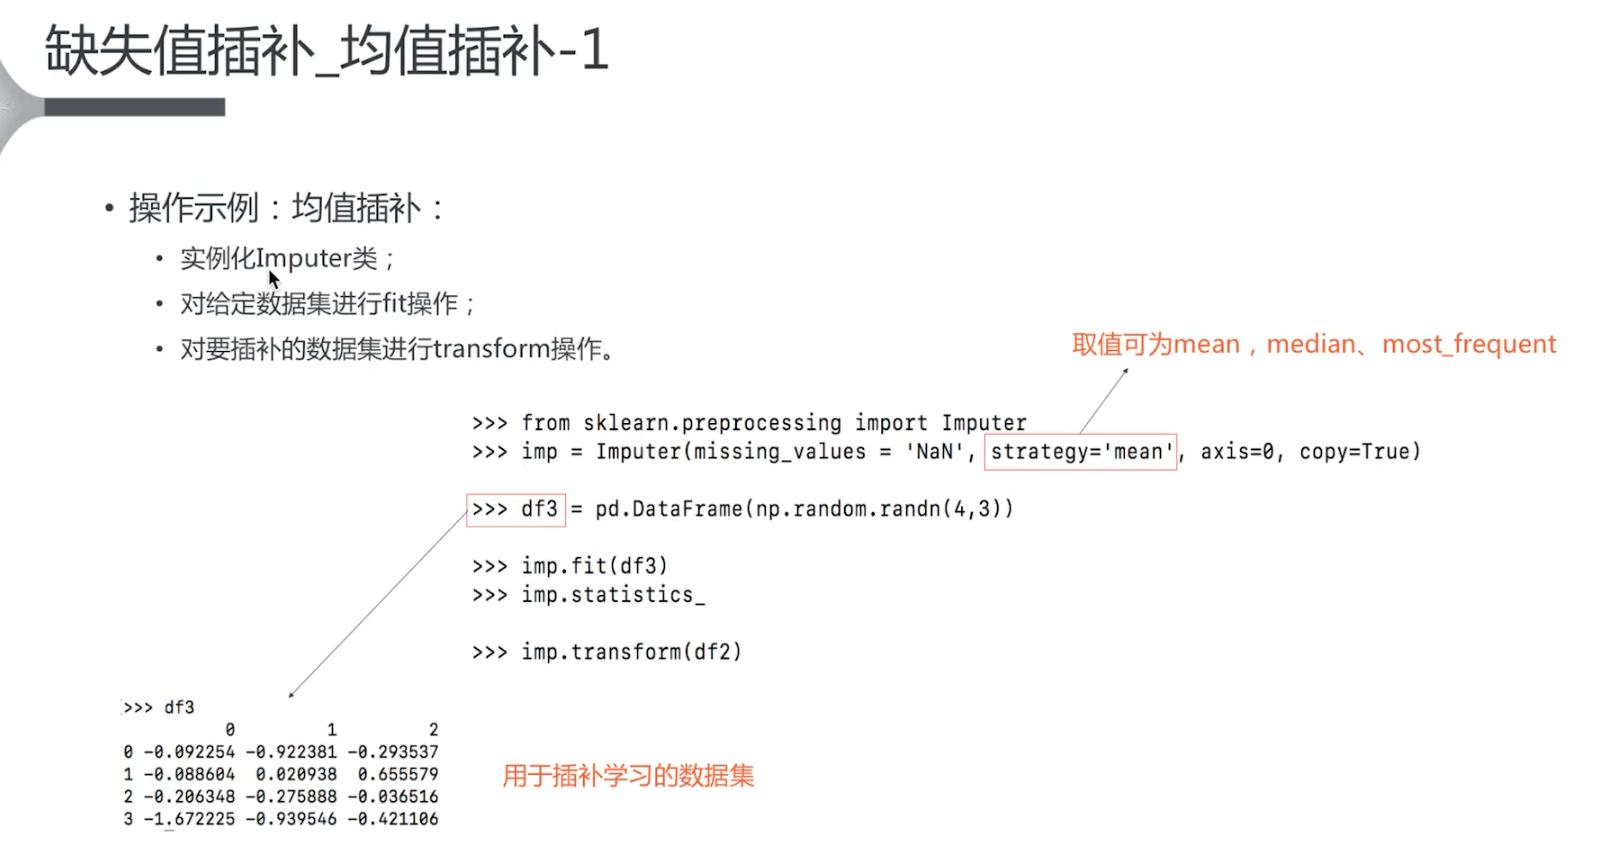 缺失值插补_均值插补-1
• 操作示例：均值插补：
• 实例化Imputer类；
• 对给定数据集进行fit操作；
• 对要插补的数据集进行transform操作。
取值可为mean，median、most_frequent
>>> from sklearn.preprocessing import Imputer
>>> imp = Imputer(missing_values = 'NaN', strategy='mean', axis=0, copy=True)
>>> df3 = pd.DataFrame(np.random.randn(4,3))
>>> imp.fit(df3)
>>> imp.statistics_
>>> imp.transform(df2)
>>> df3
0 1 2
0 -0.092254 -0.922381 -0.293537
1 -0.088604 0.020938 0.655579
2 -0.206348 -0.275888 -0.036516
3 -1.672225 -0.939546 -0.421106
用于插补学习的数据集